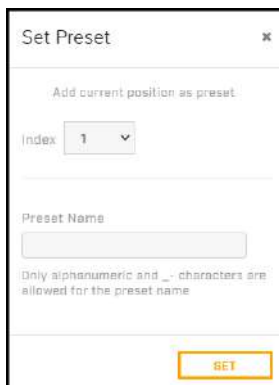 Set Preset ×
Add current position as preset
Index 1
Preset Name
Only alphanumeric and _- characters are
allowed for the preset name
SET